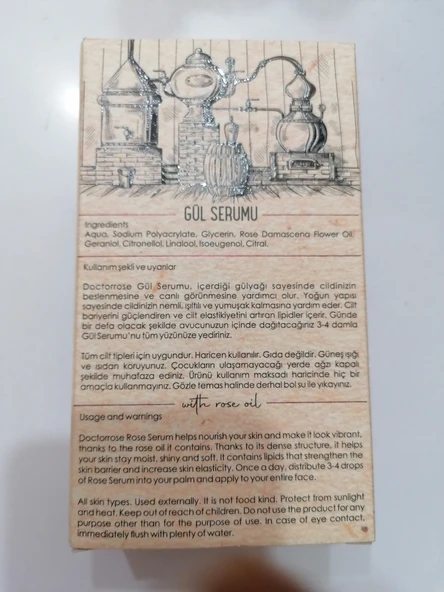 GÜL SERUMU
Ingredients
Aqua, Sodium Polyacrylate, Glycerin, Rose Damascena Flower Oil,
Geraniol, Citronellol, Linalool, Isoeugenol, Citral.
Kullanım şekli ve uyarılar
Doctorrose Gül Serumu, içerdiği gülyağı sayesinde cildinizin
beslenmesine ve canlı görünmesine yardımcı olur. Yoğun yapısı
sayesinde cildinizin nemli, ışıltılı ve yumuşak kalmasına yardım eder. Cilt
bariyerini güçlendiren ve cilt elastikiyetini artıran lipidler içerir. Günde
bir defa olacak şekilde avucunuzun içinde dağıtacağınız 3-4 damla
Gül Serumu'nu tüm yüzünüze yediriniz.
Tüm cilt tipleri için uygundur. Haricen kullanılır. Gıda değildir. Güneş ışığı
ve ısıdan koruyunuz. Çocukların ulaşamayacağı yerde ağzı kapalı
şekilde muhafaza ediniz. Ürünü kullanım maksadı haricinde hiç bir
amaçla kullanmayınız. Gözle temas halinde derhal bol su ile yıkayınız.
with rose oil
Usage and warnings
Doctorrose Rose Serum helps nourish your skin and make it look vibrant,
thanks to the rose oil it contains. Thanks to its dense structure, it helps
your skin stay moist, shiny and soft. It contains lipids that strengthen the
skin barrier and increase skin elasticity. Once a day, distribute 3-4 drops
of Rose Serum into your palm and apply to your entire face.
All skin types. Used externally. It is not food kind. Protect from sunlight
and heat. Keep out of reach of children. Do not use the product for any
purpose other than for the purpose of use. In case of eye contact,
immediately flush with plenty of water.